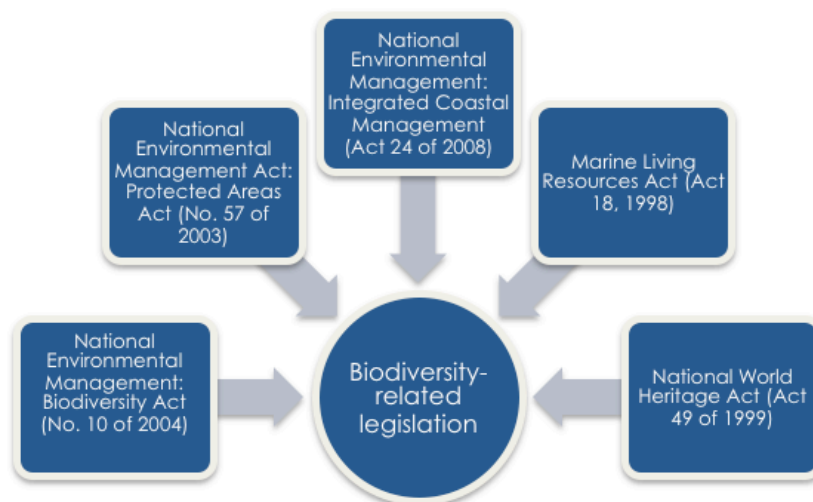 National
Environmental
Management:
Integrated Coastal
Management
(Act 24 of 2008)
National
Environmental
Management Act:
Protected Areas
Act (No. 57 of
2003)
Marine Living
Resources Act (Act
18, 1998)
National
Environmental
Management:
Biodiversity Act
(No. 10 of 2004)
Biodiversity-
related
legislation
National World
Heritage Act (Act
49 of 1999)